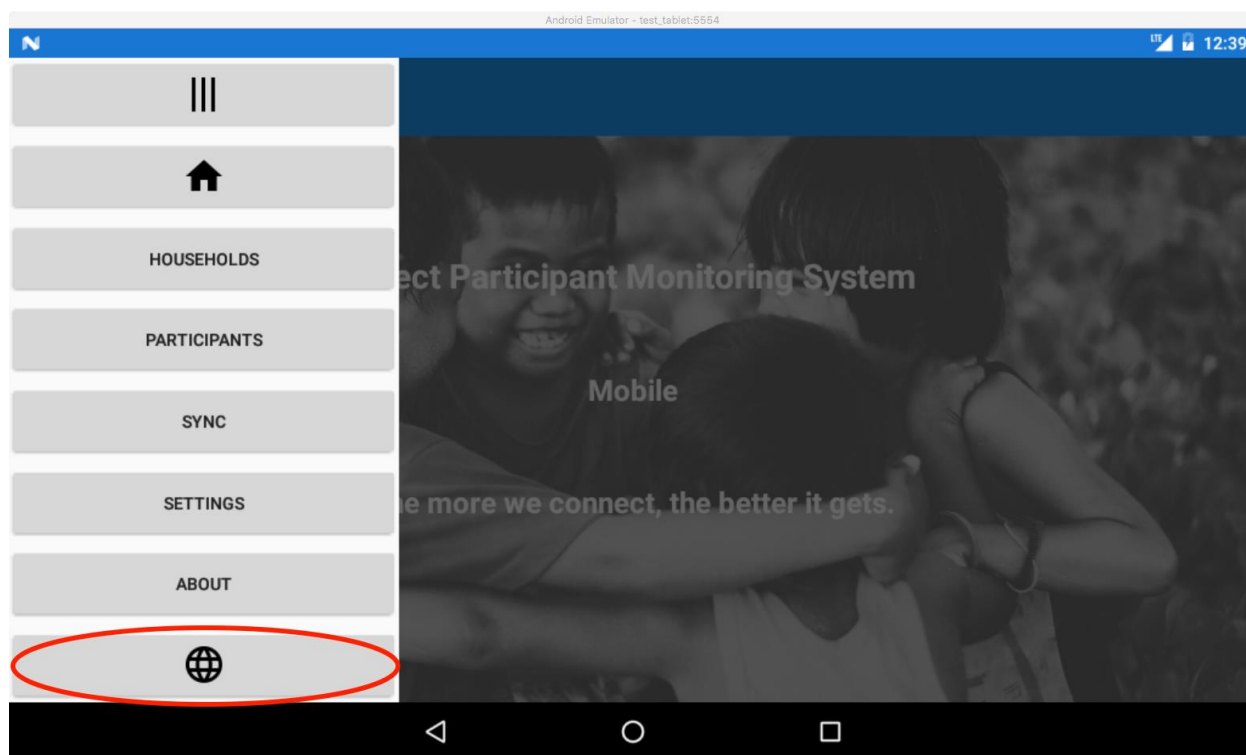 Android Emulator - test_tablet:5554
LTE 12:39
HOUSEHOLDS
PARTICIPANTS
SYNC
SETTINGS
ABOUT
ect Participant Monitoring System
Mobile
e more we connect, the better it gets.